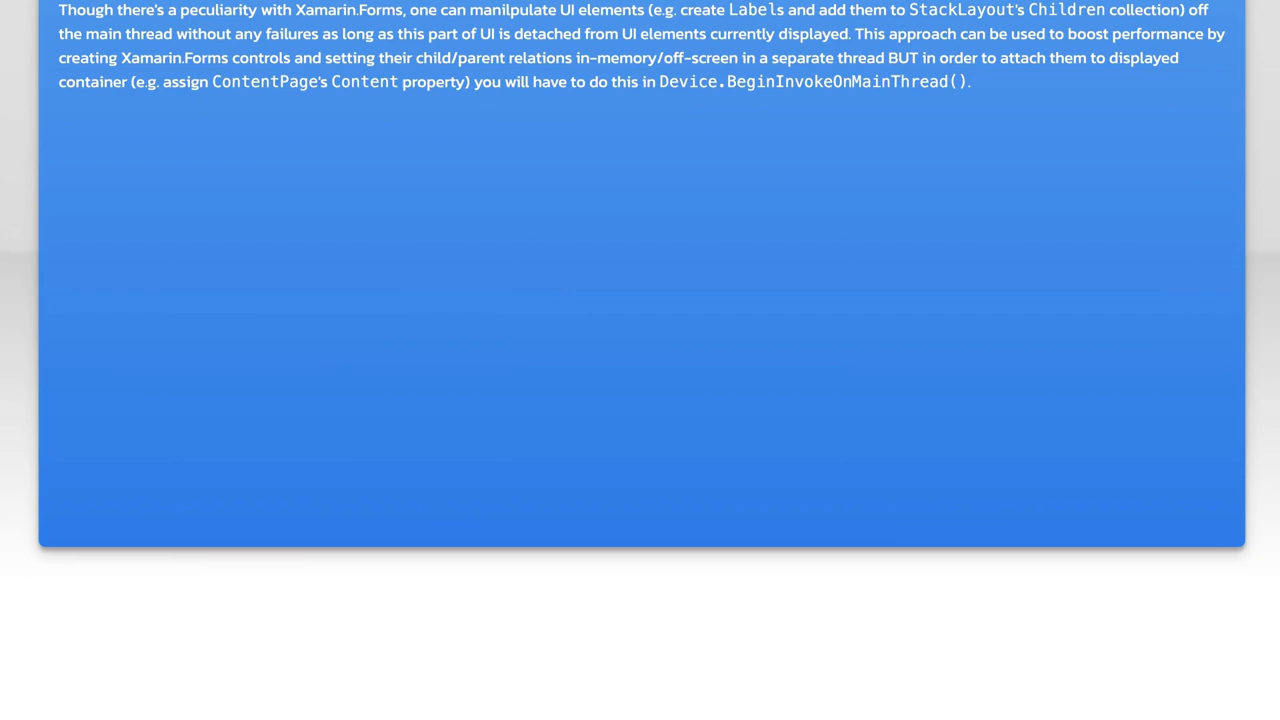 Though there's a peculiarity with Xamarin.Forms, one can manilpulate UI elements (e.g. create Labels and add them to StackLayout's Children collection) off
the main thread without any failures as long as this part of UI is detached from UI elements currently displayed. This approach can be used to boost performance by
creating Xamarin.Forms controls and setting their child/parent relations in-memory/off-screen in a separate thread BUT in order to attach them to displayed
container (e.g. assign ContentPage's Content property) you will have to do this in Device.BeginInvokeOnMainThread().